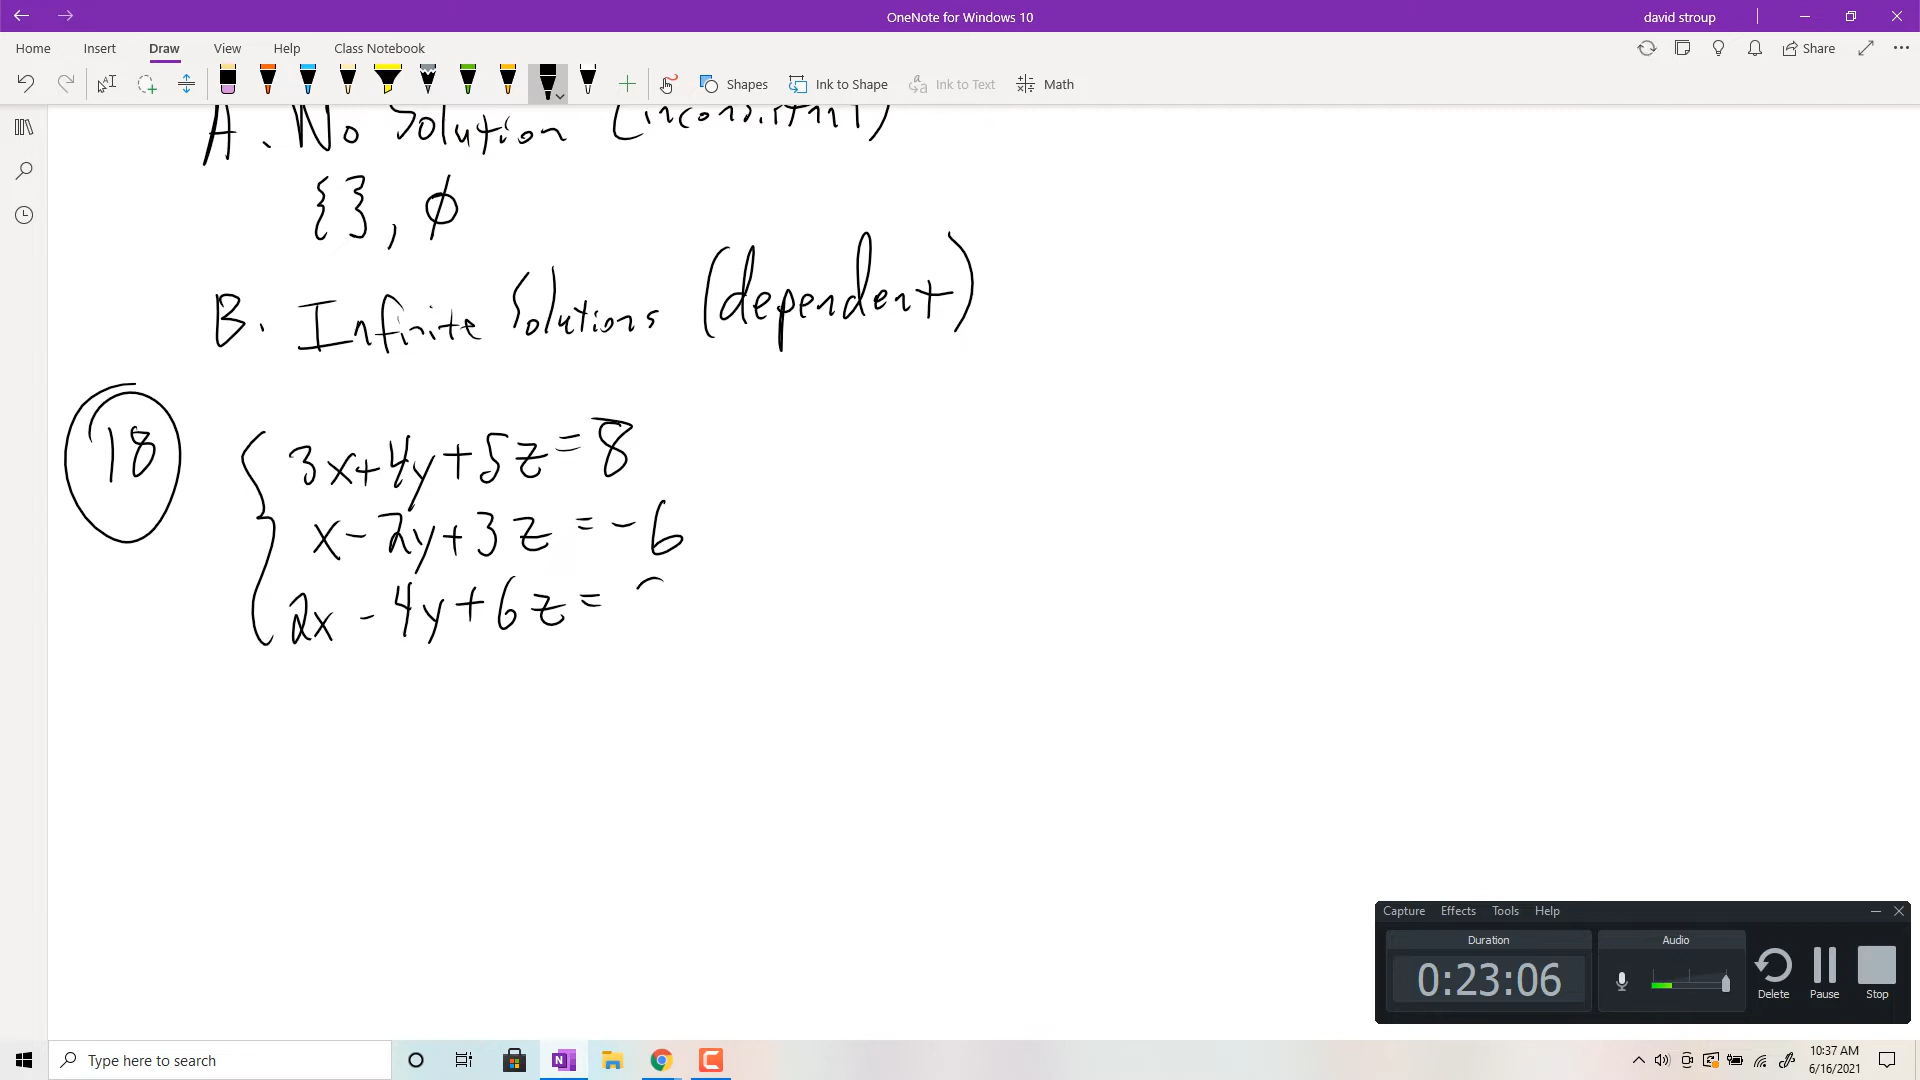 OneNote for Windows 10
david stroup
Home Insert Draw View Help Class Notebook
Share
Shapes Ink to Shape Ink to Text Math
A. No Solution (inconsistnt)
{ }, ∅
B. Infinite Solutions (dependent)
18
3x+4y+5z=8
x-2y+3z=-6
2x-4y+6z=
Capture Effects Tools Help
Duration
Audio
0:23:06
Delete Pause Stop
Type here to search
10:37 AM
6/16/2021